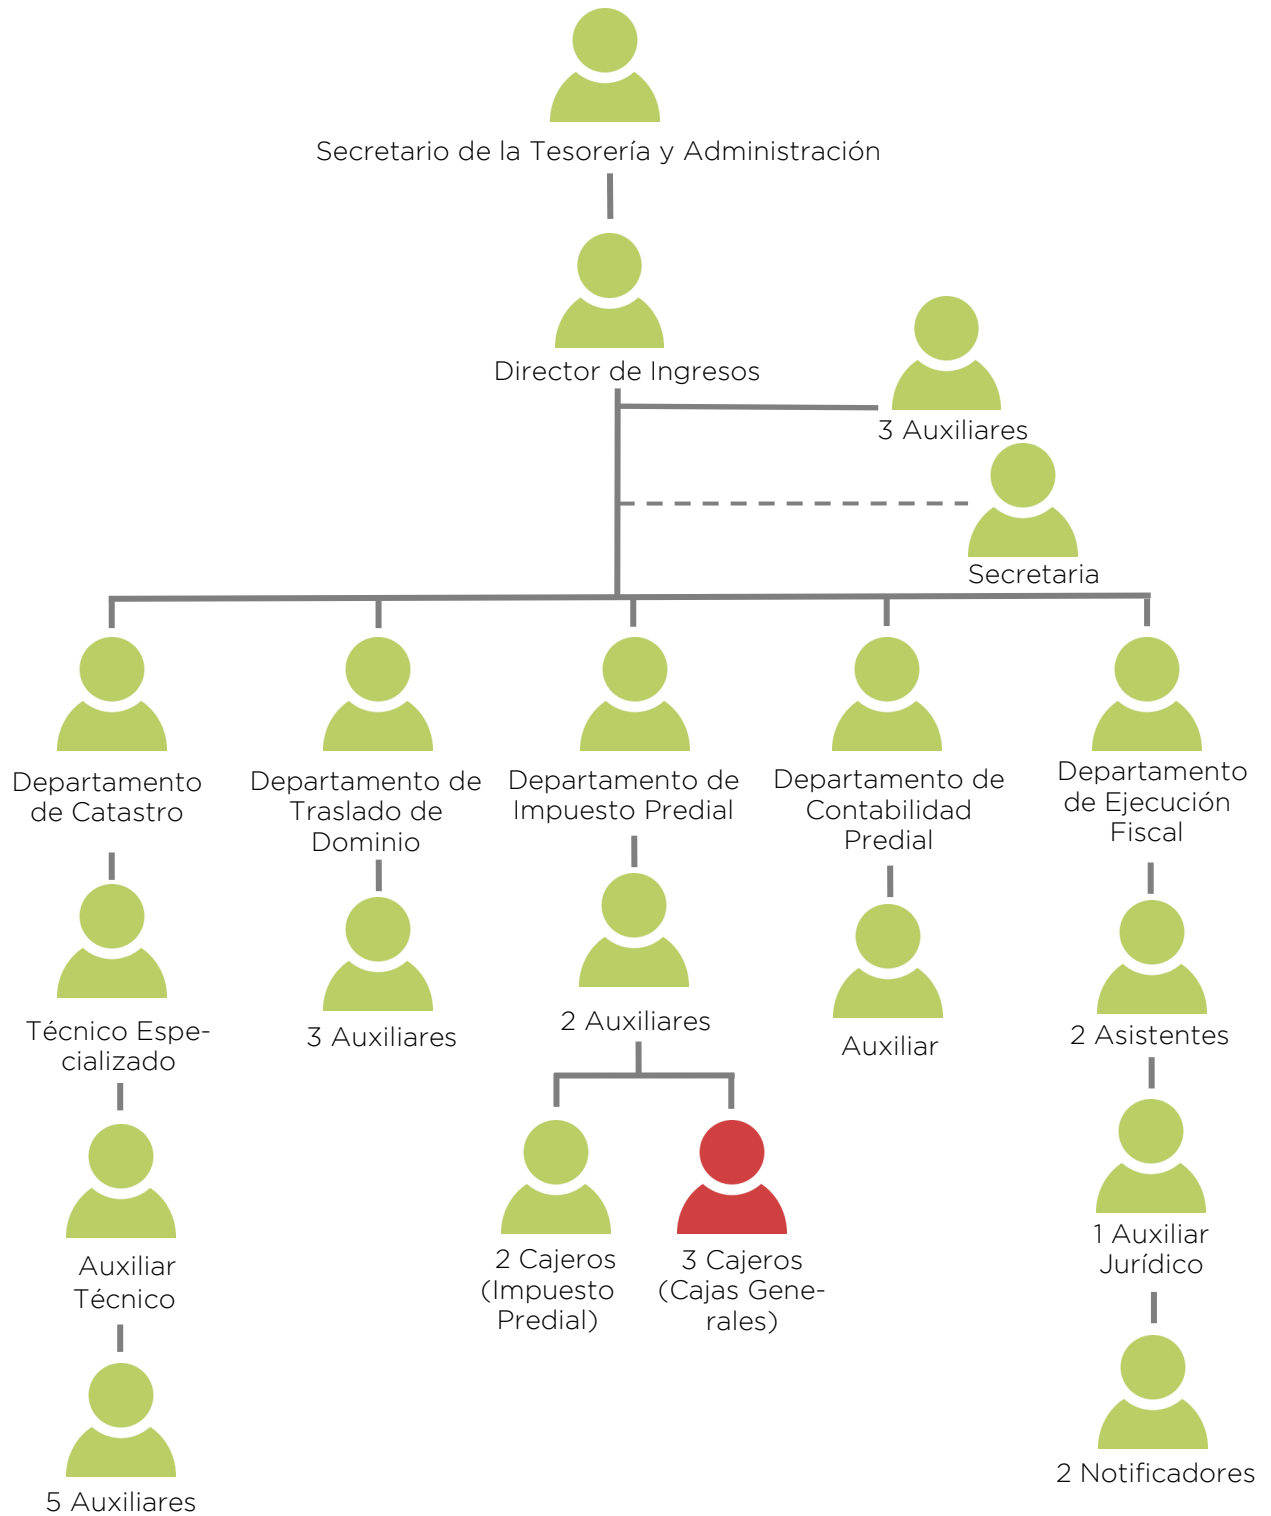 Secretario de la Tesorería y Administración
Director de Ingresos
3 Auxiliares
Secretaria
Departamento
de Catastro
Departamento de
Traslado de
Dominio
Departamento de
Impuesto Predial
Departamento de
Contabilidad
Predial
Departamento
de Ejecución
Fiscal
Técnico Espe-
cializado
3 Auxiliares
2 Auxiliares
Auxiliar
2 Asistentes
Auxiliar
Técnico
2 Cajeros
(Impuesto
Predial)
3 Cajeros
(Cajas Gene-
rales)
1 Auxiliar
Jurídico
5 Auxiliares
2 Notificadores